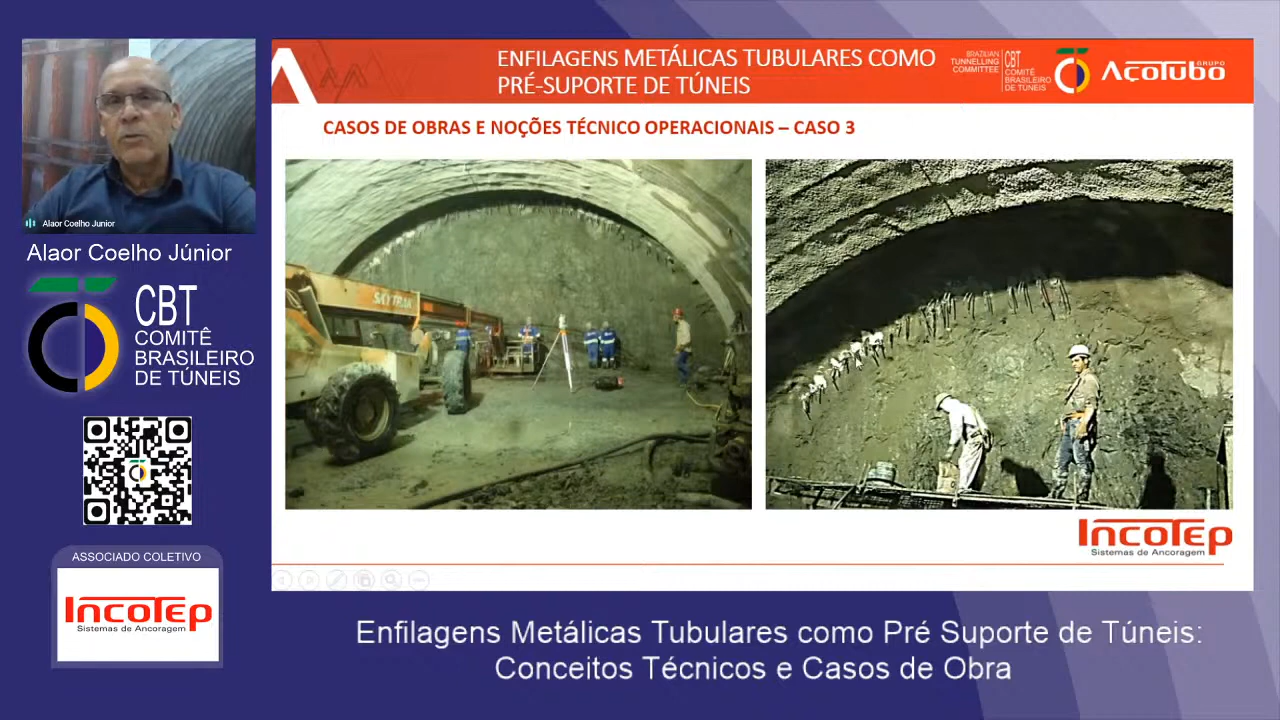 Alaor Coelho Junior
Alaor Coelho Júnior
CBT
COMITÊ
BRASILEIRO
DE TÚNEIS
ASSOCIADO COLETIVO
INCOTEP
Sistemas de Ancoragem
ENFILAGENS METÁLICAS TUBULARES COMO
PRÉ-SUPORTE DE TÚNEIS
BRAZILIAN
TUNNELLING
COMMITTEE
CBT
COMITÊ
BRASILEIRO
DE TÚNEIS
GRUPO
AÇOTUBO
CASOS DE OBRAS E NOÇÕES TÉCNICO OPERACIONAIS – CASO 3
SKYTRAK
INCOTEP
Sistemas de Ancoragem
Enfilagens Metálicas Tubulares como Pré Suporte de Túneis:
Conceitos Técnicos e Casos de Obra